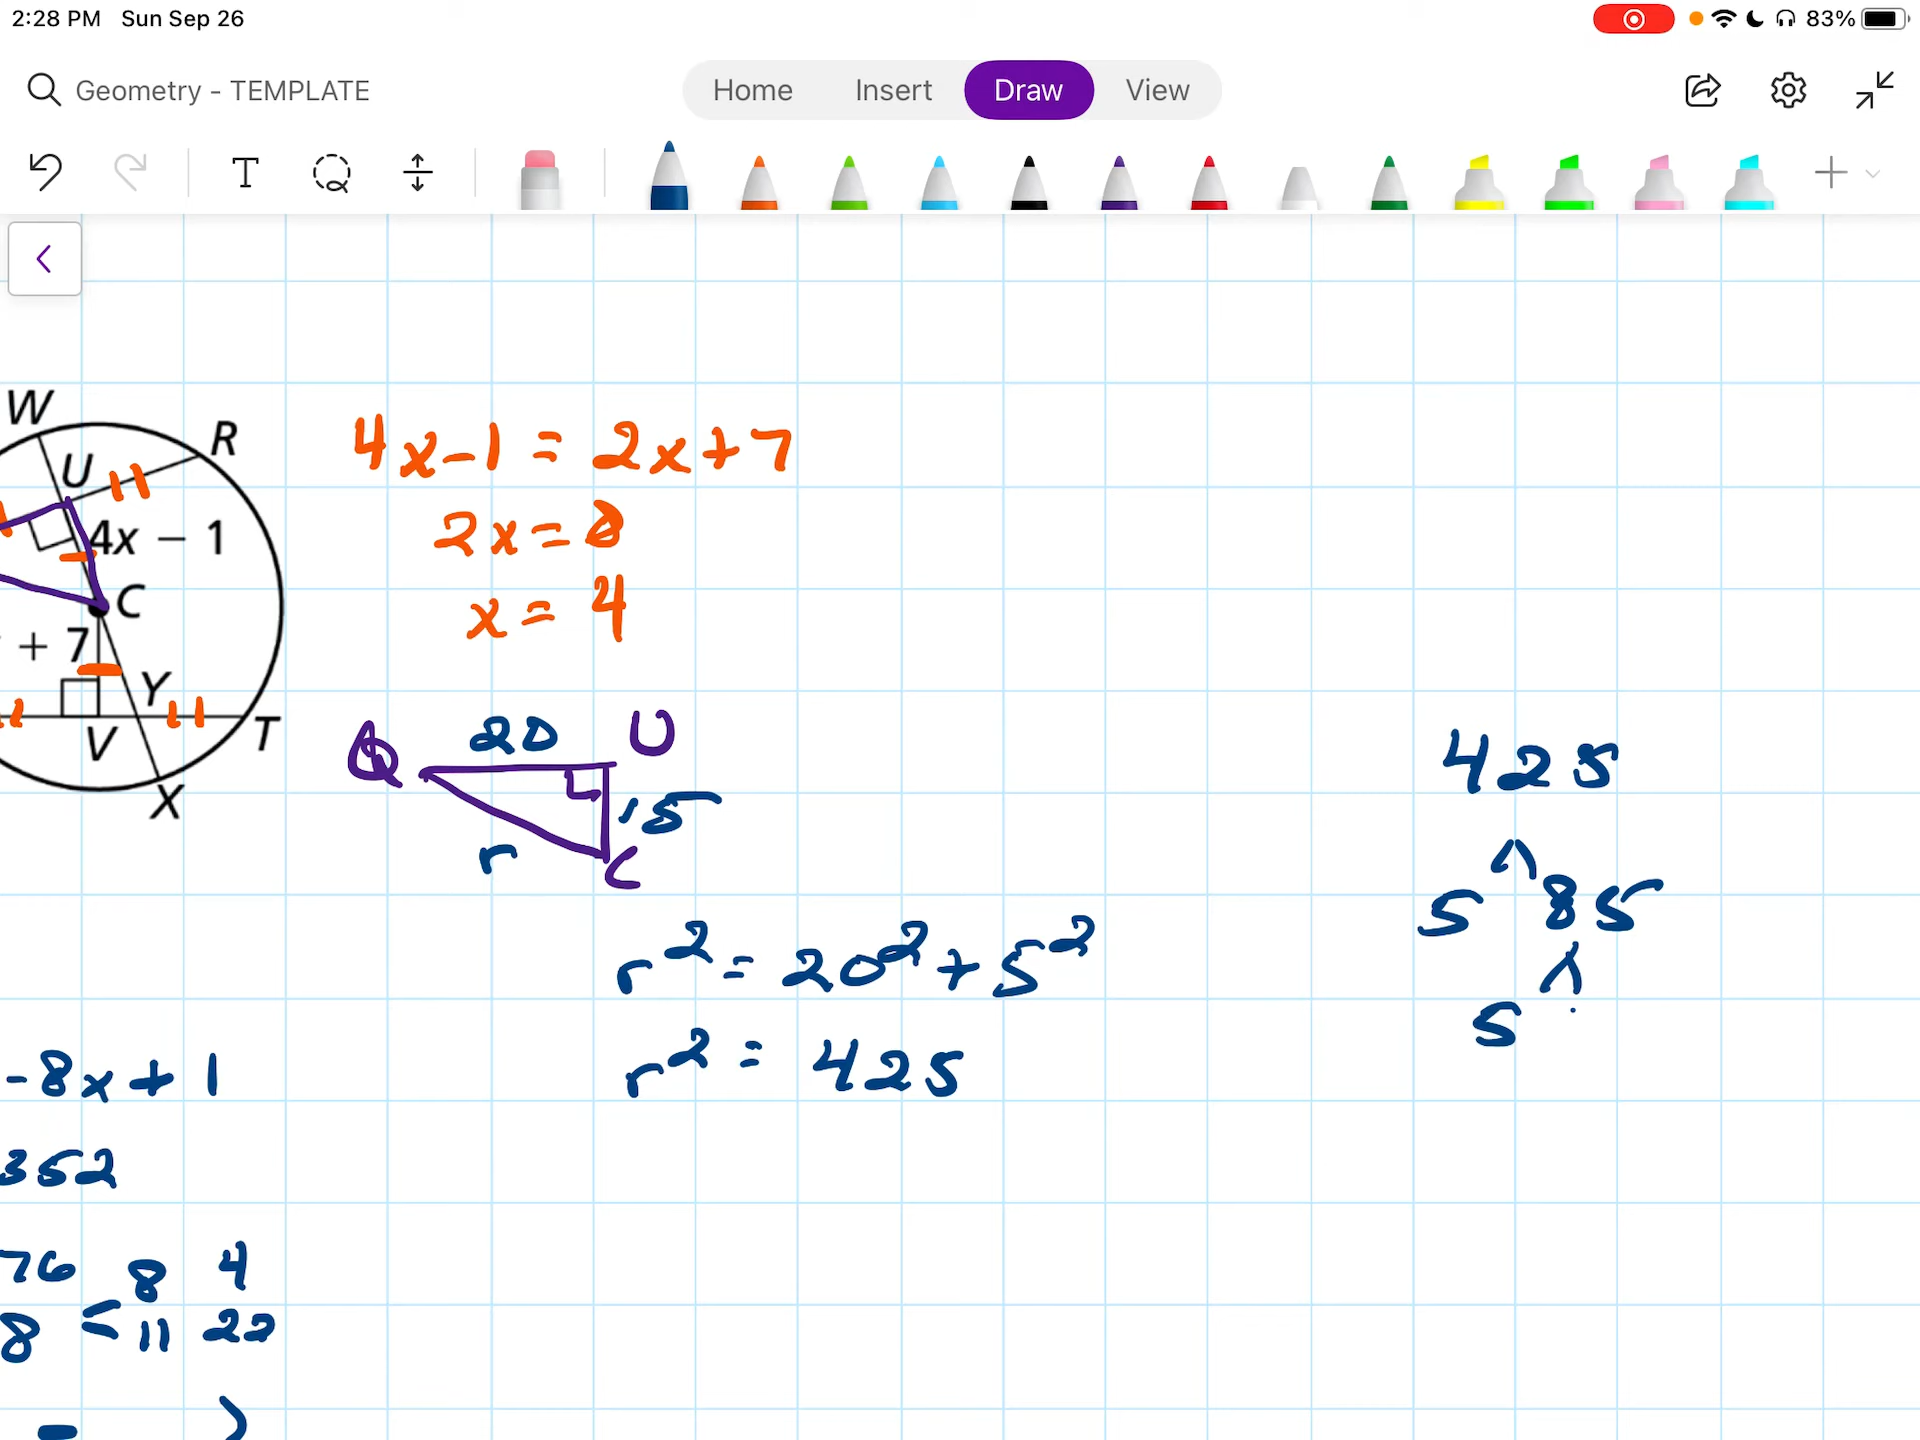 2:28 PM Sun Sep 26
83%
Geometry - TEMPLATE
Home Insert Draw View
T
W
R
U
4x − 1
C
+ 7
Y
V
T
X
4x-1 = 2x+7
2x = 8
x = 4
Q 20 U
15
r
C
r² = 20² + 5²
r² = 425
425
5 85
5
-8x + 1
352
76 8 4
8 11 22